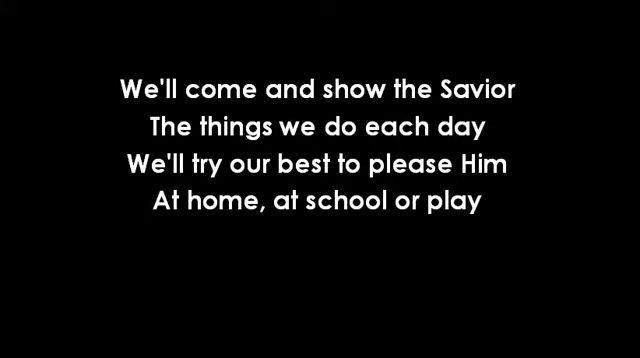 We'll come and show the Savior
The things we do each day
We'll try our best to please Him
At home, at school or play